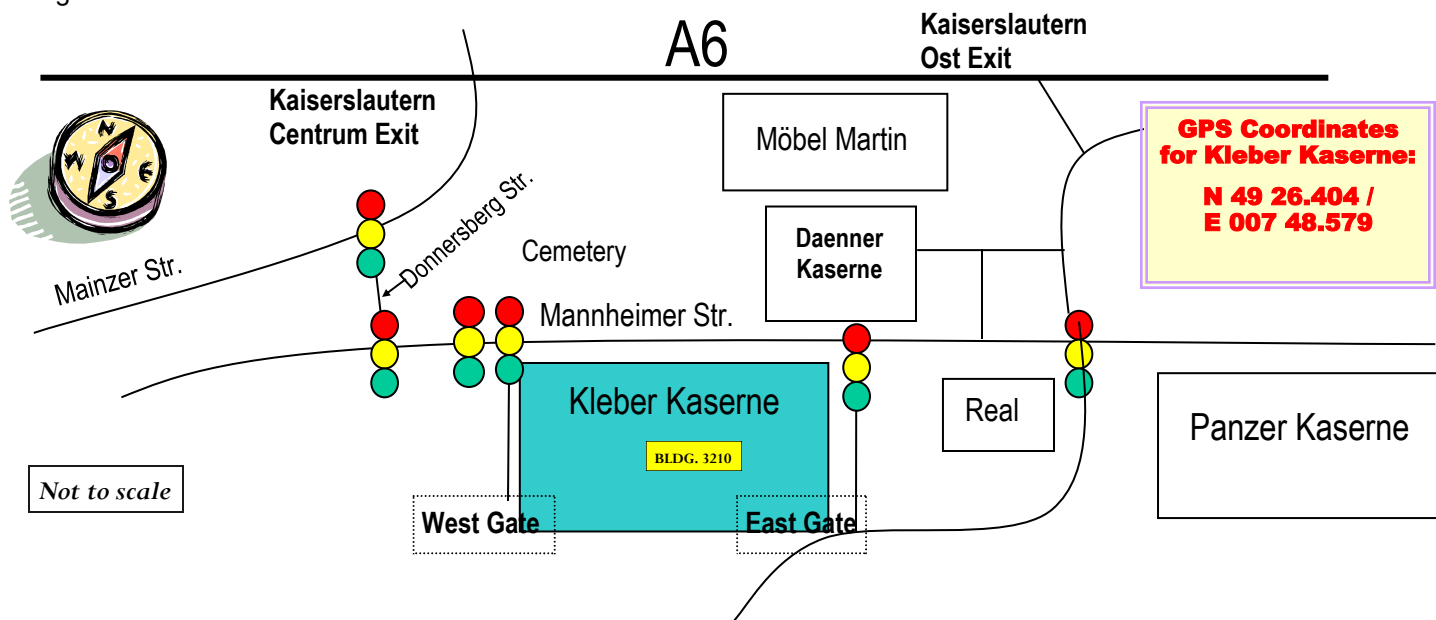 A6
Kaiserslautern
Ost Exit
Kaiserslautern
Centrum Exit
Möbel Martin
GPS Coordinates
for Kleber Kaserne:
N 49 26.404 /
E 007 48.579
N
W
E
S
Mainzer Str.
Donnersberg Str.
Cemetery
Daenner
Kaserne
Mannheimer Str.
Kleber Kaserne
BLDG. 3210
Real
Panzer Kaserne
Not to scale
West Gate
East Gate